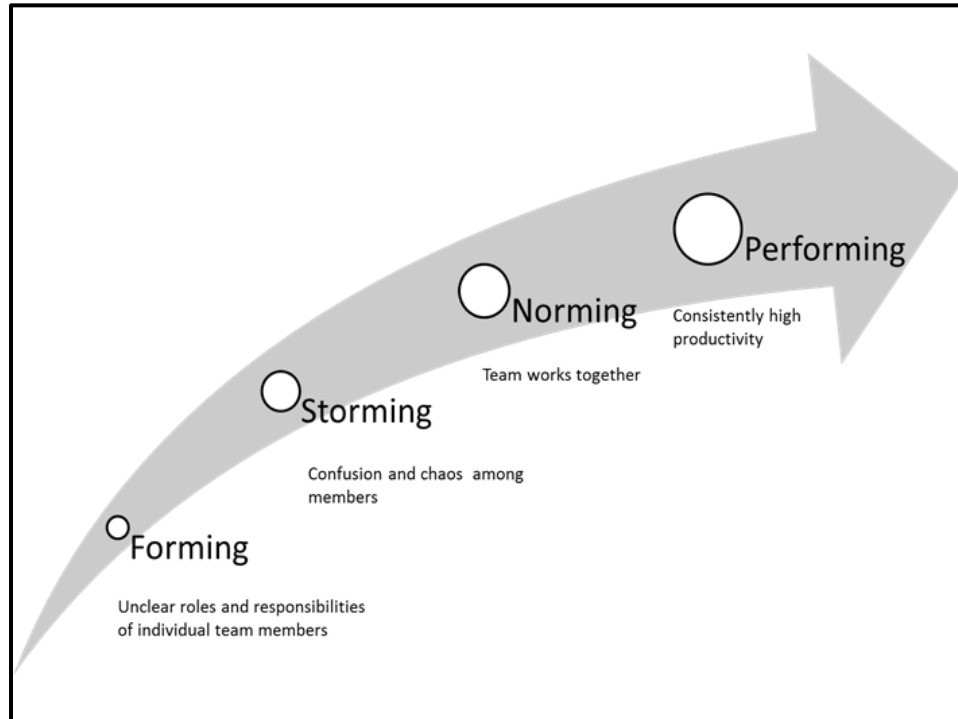 Forming
Unclear roles and responsibilities
of individual team members
Storming
Confusion and chaos among
members
Norming
Team works together
Performing
Consistently high
productivity